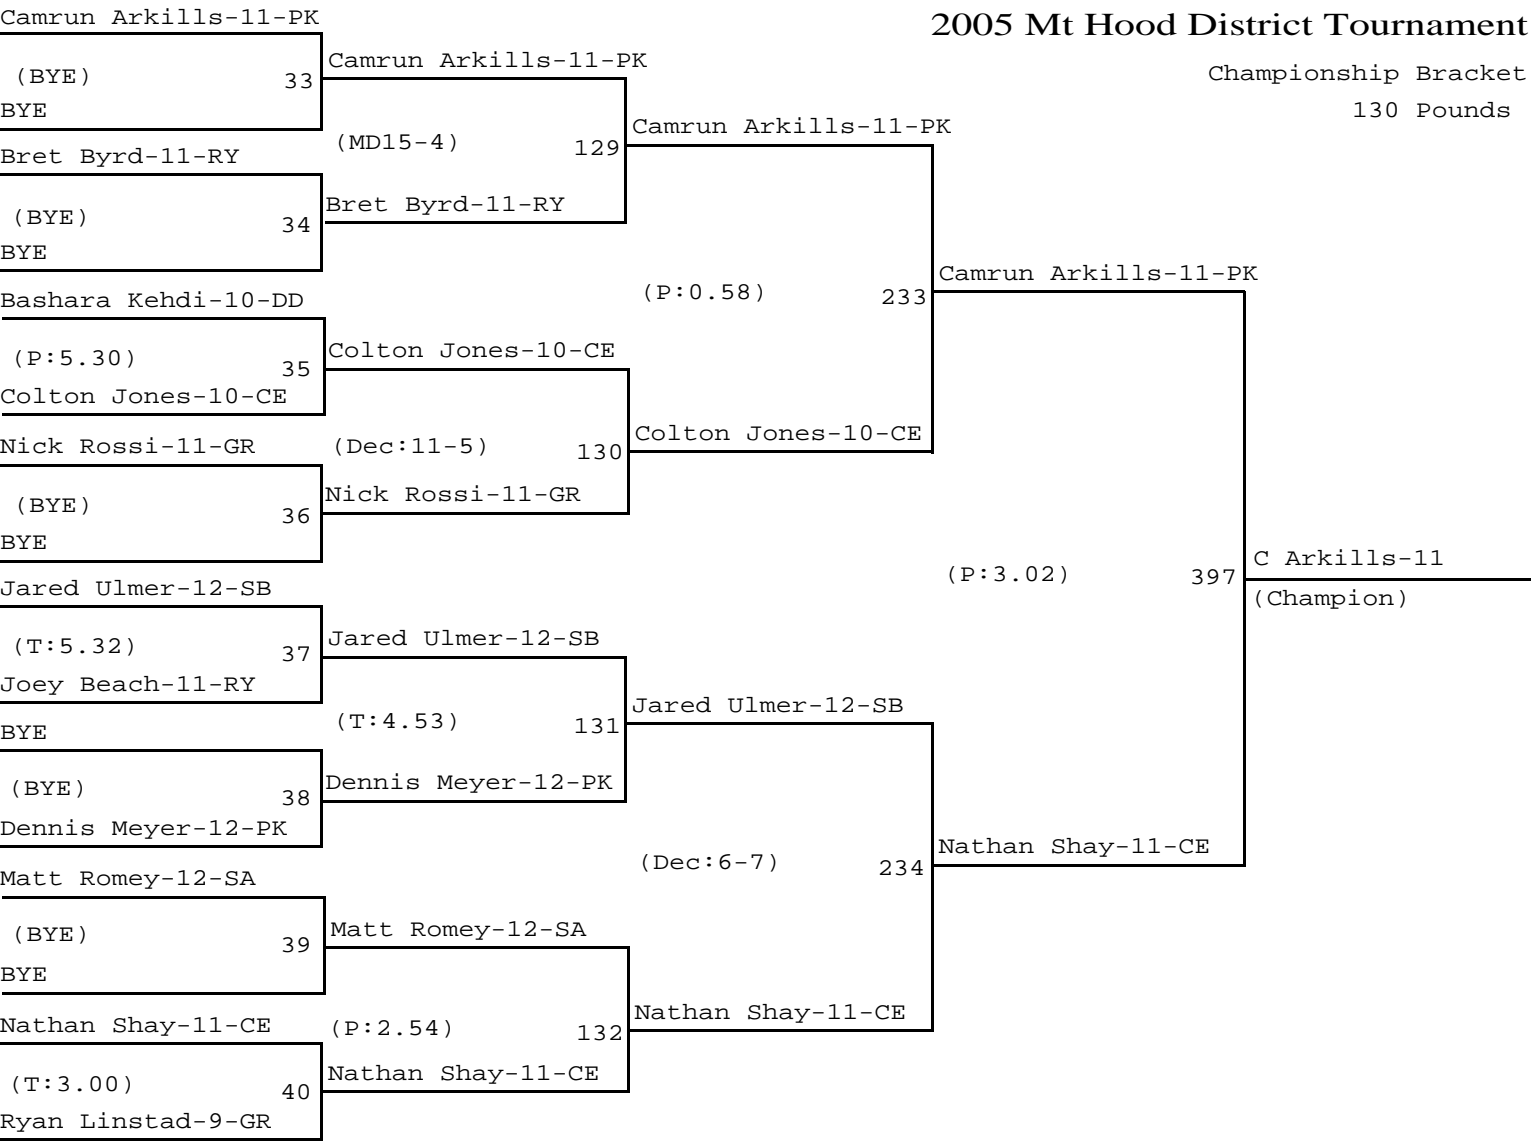 2005 Mt Hood District Tournament
Championship Bracket
130 Pounds
Camrun Arkills-11-PK
(BYE)
33
BYE
Bret Byrd-11-RY
(BYE)
34
BYE
Bashara Kehdi-10-DD
(P:5.30)
35
Colton Jones-10-CE
Nick Rossi-11-GR
(BYE)
36
BYE
Jared Ulmer-12-SB
(T:5.32)
37
Joey Beach-11-RY
BYE
(BYE)
38
Dennis Meyer-12-PK
Matt Romey-12-SA
(BYE)
39
BYE
Nathan Shay-11-CE
(T:3.00)
40
Ryan Linstad-9-GR
Camrun Arkills-11-PK
(MD15-4)
129
Bret Byrd-11-RY
Colton Jones-10-CE
(Dec:11-5)
130
Nick Rossi-11-GR
Jared Ulmer-12-SB
(T:4.53)
131
Dennis Meyer-12-PK
Matt Romey-12-SA
(P:2.54)
132
Nathan Shay-11-CE
Camrun Arkills-11-PK
(P:0.58)
233
Colton Jones-10-CE
Jared Ulmer-12-SB
(Dec:6-7)
234
Nathan Shay-11-CE
Camrun Arkills-11-PK
(P:3.02)
397
Nathan Shay-11-CE
C Arkills-11
(Champion)